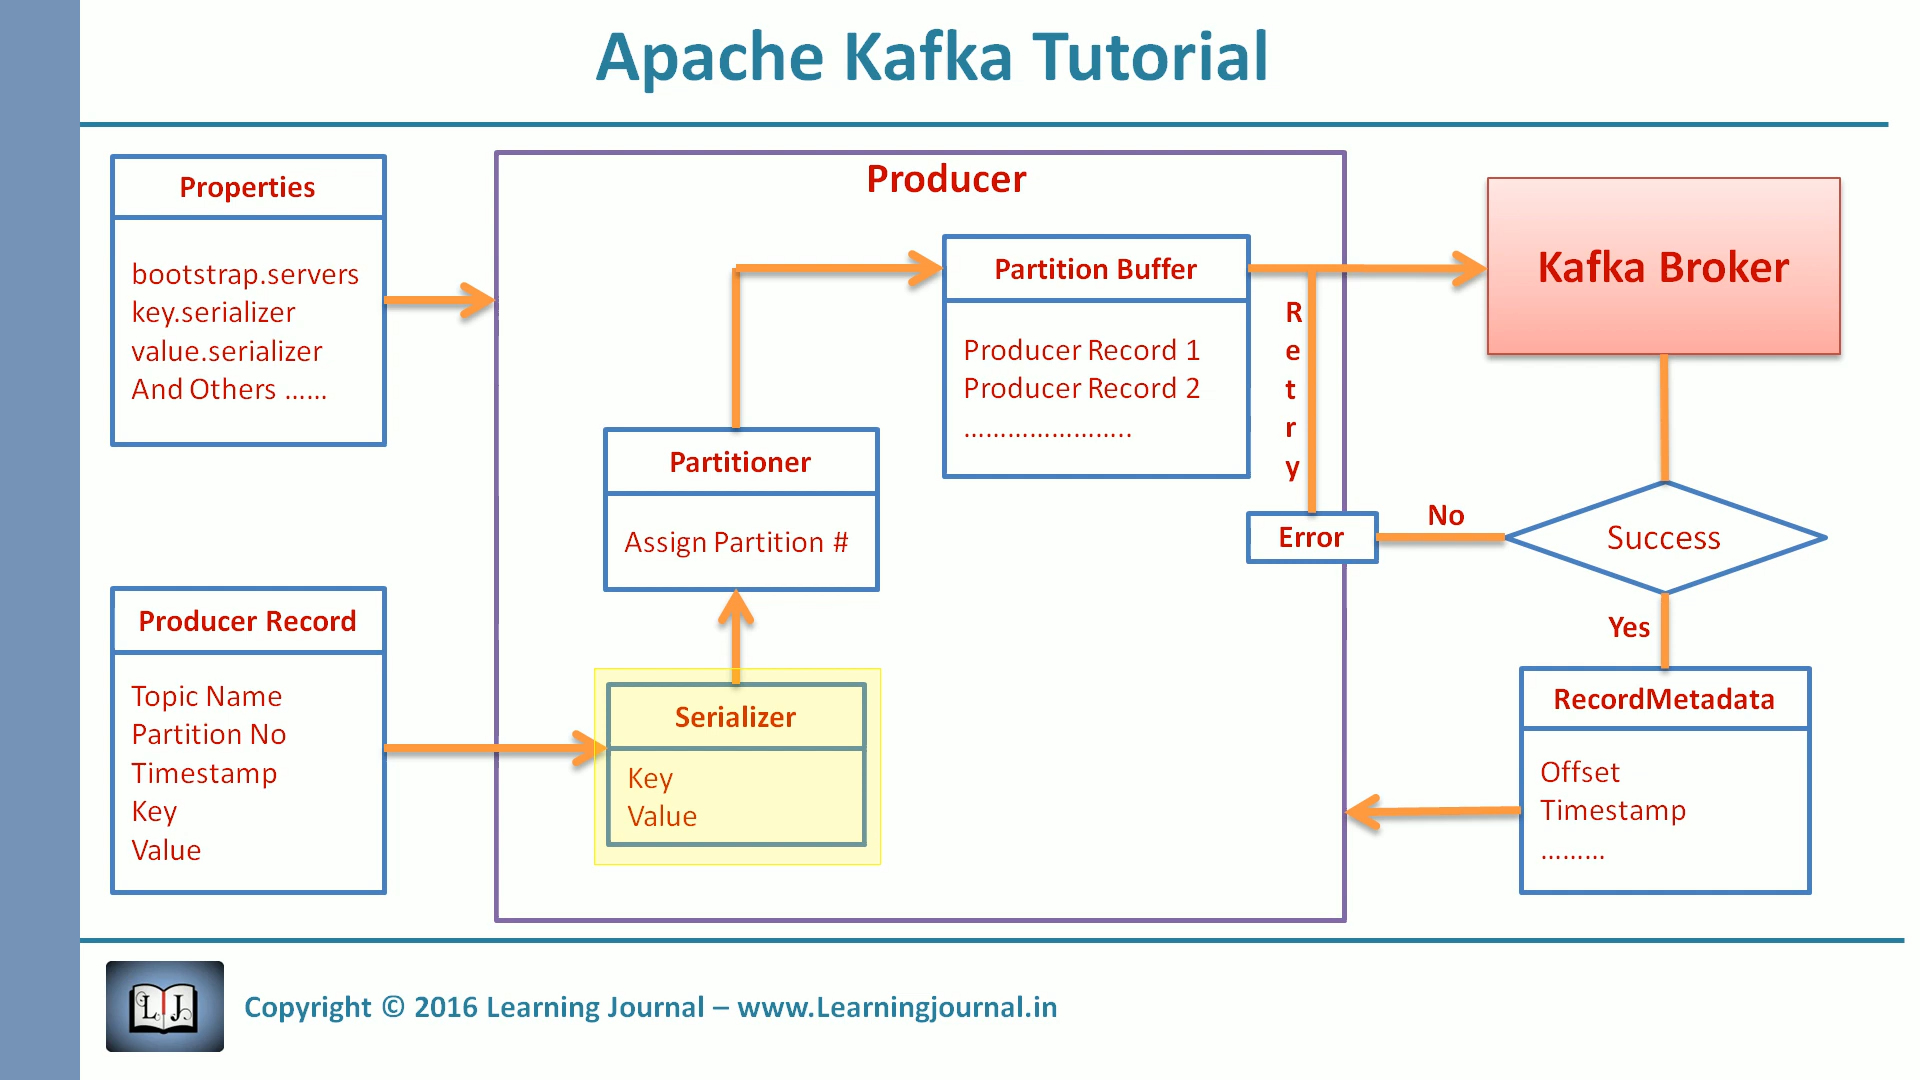 Apache Kafka Tutorial
Properties
bootstrap.servers
key.serializer
value.serializer
And Others ......
Producer Record
Topic Name
Partition No
Timestamp
Key
Value
Producer
Serializer
Key
Value
Partitioner
Assign Partition #
Partition Buffer
Producer Record 1
Producer Record 2
.......................
R
e
t
r
y
Error
No
Kafka Broker
Success
Yes
RecordMetadata
Offset
Timestamp
.........
L J
Copyright © 2016 Learning Journal – www.Learningjournal.in